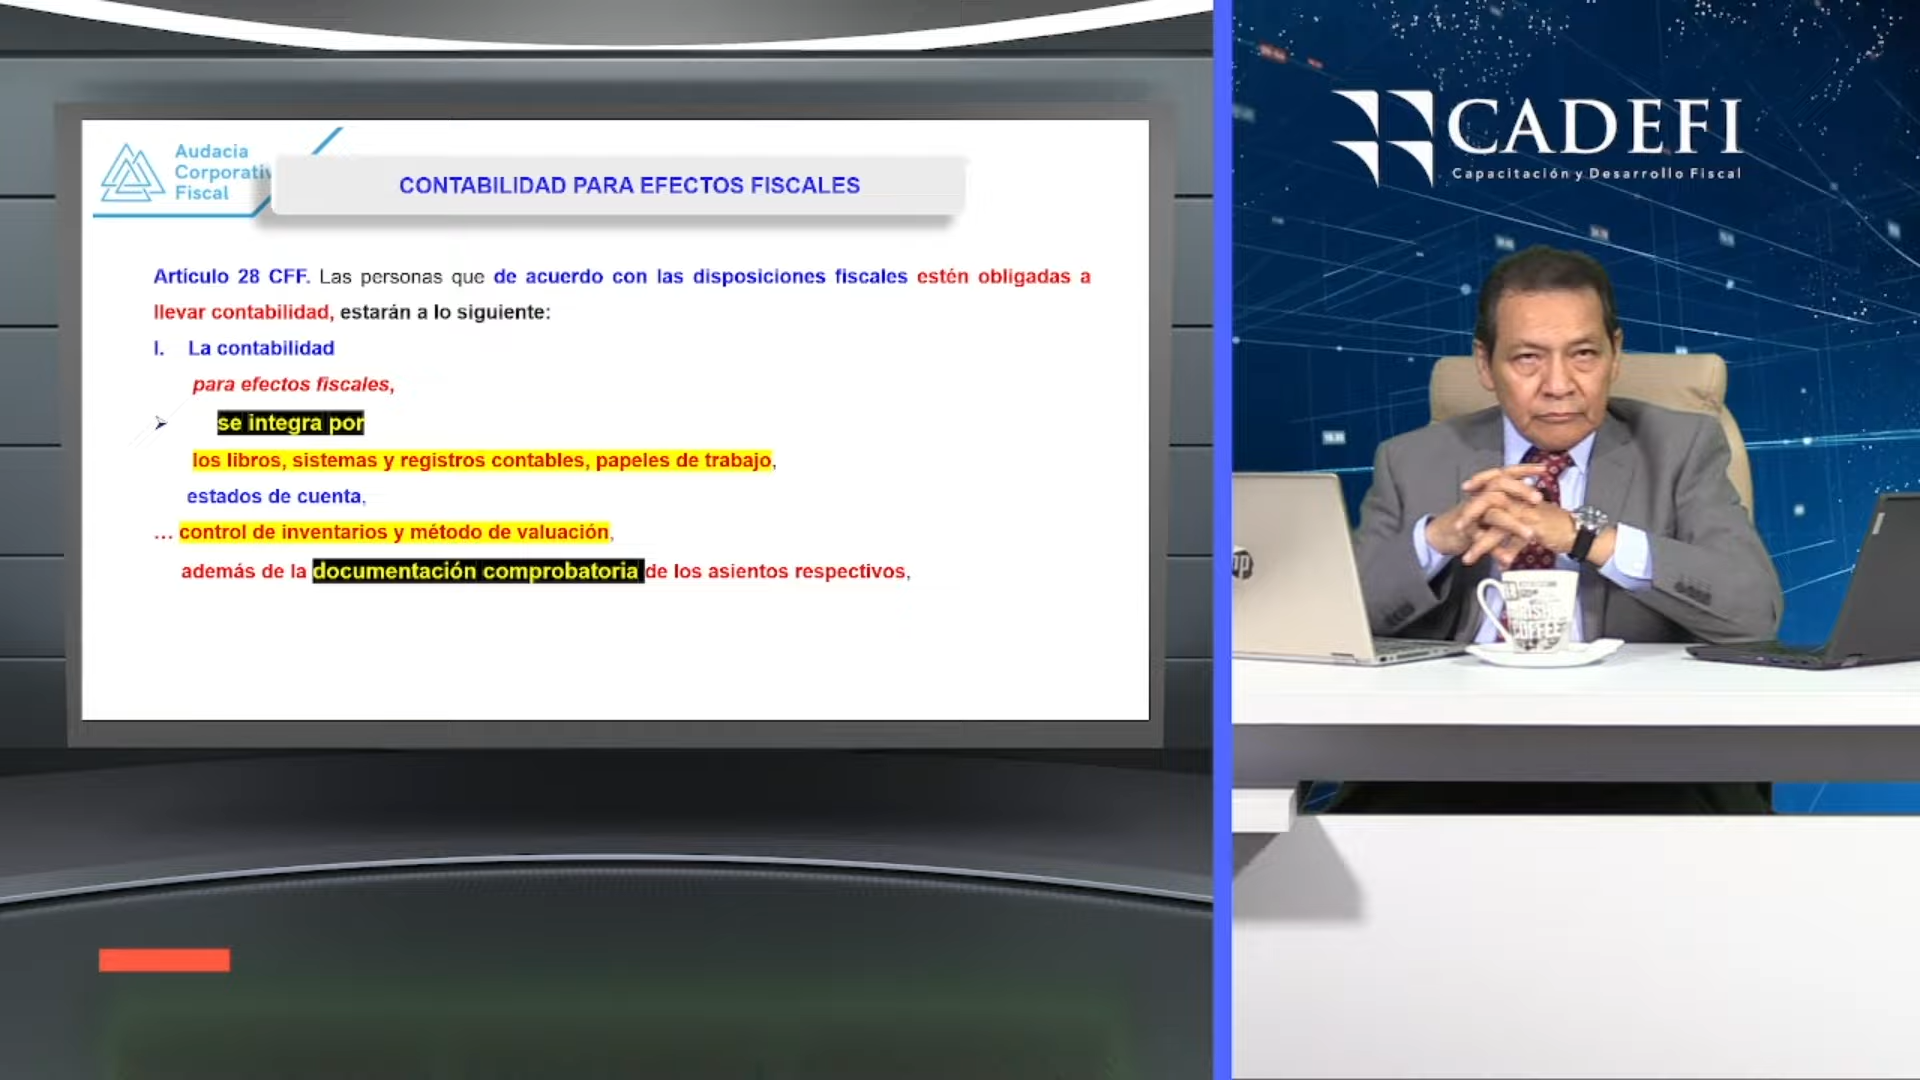 Audacia
Corporativ
Fiscal
CONTABILIDAD PARA EFECTOS FISCALES
Artículo 28 CFF. Las personas que de acuerdo con las disposiciones fiscales estén obligadas a
llevar contabilidad, estarán a lo siguiente:
I. La contabilidad
para efectos fiscales,
➢ se integra por
los libros, sistemas y registros contables, papeles de trabajo,
estados de cuenta,
... control de inventarios y método de valuación,
además de la documentación comprobatoria de los asientos respectivos,
CADEFI
Capacitación y Desarrollo Fiscal
hp
COFFEE